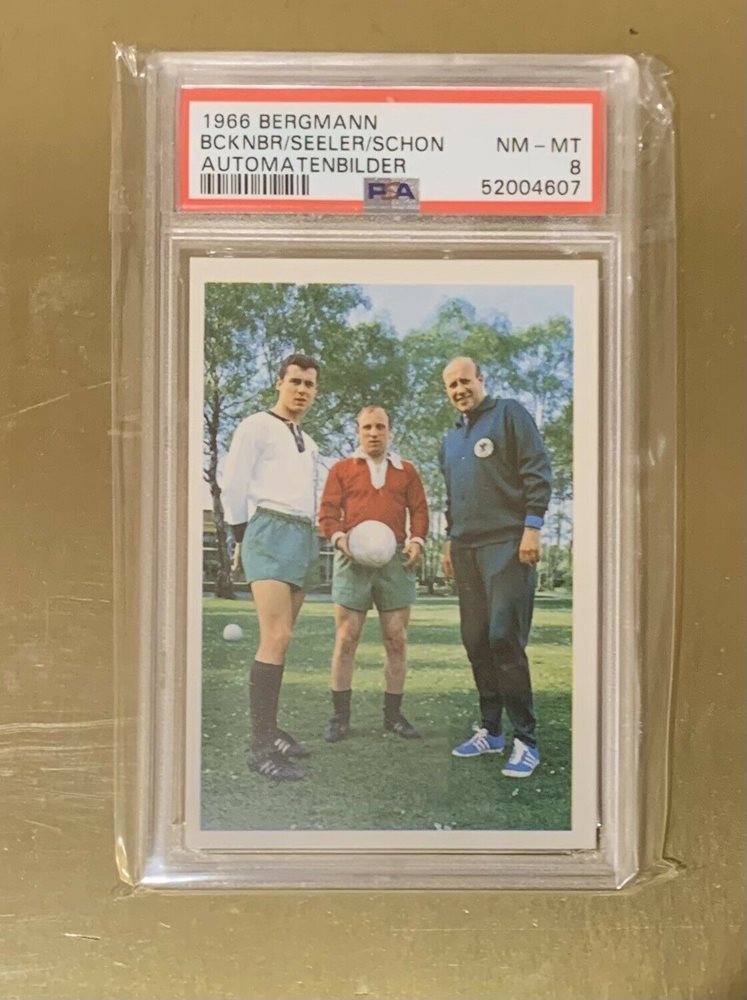 1966 BERGMANN
BCKNBR/SEELER/SCHON NM - MT
AUTOMATENBILDER 8
PSA 52004607